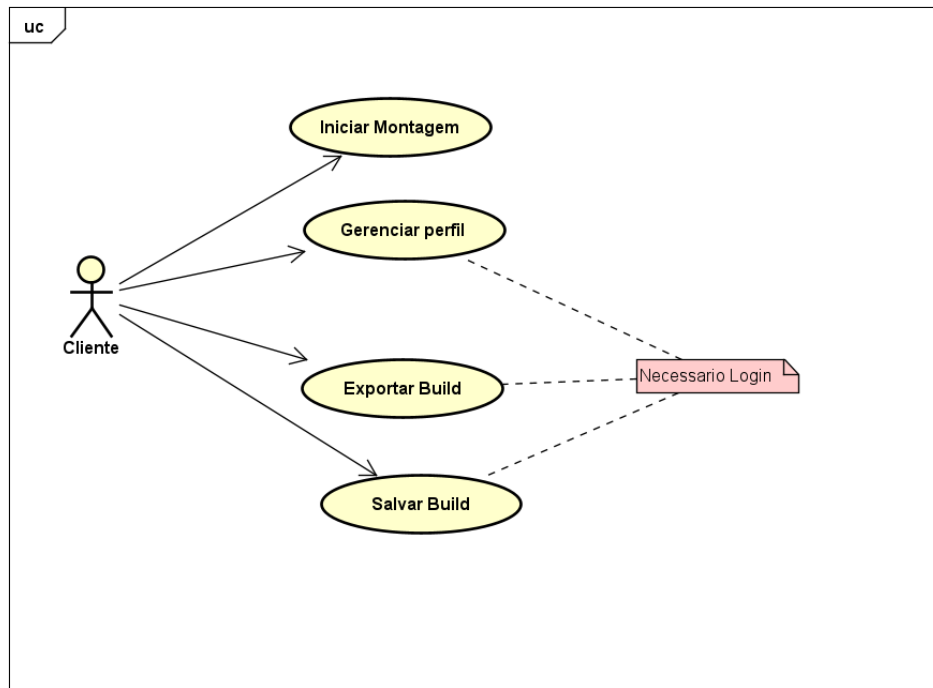 uc
Iniciar Montagem
Gerenciar perfil
Cliente
Necessario Login
Exportar Build
Salvar Build